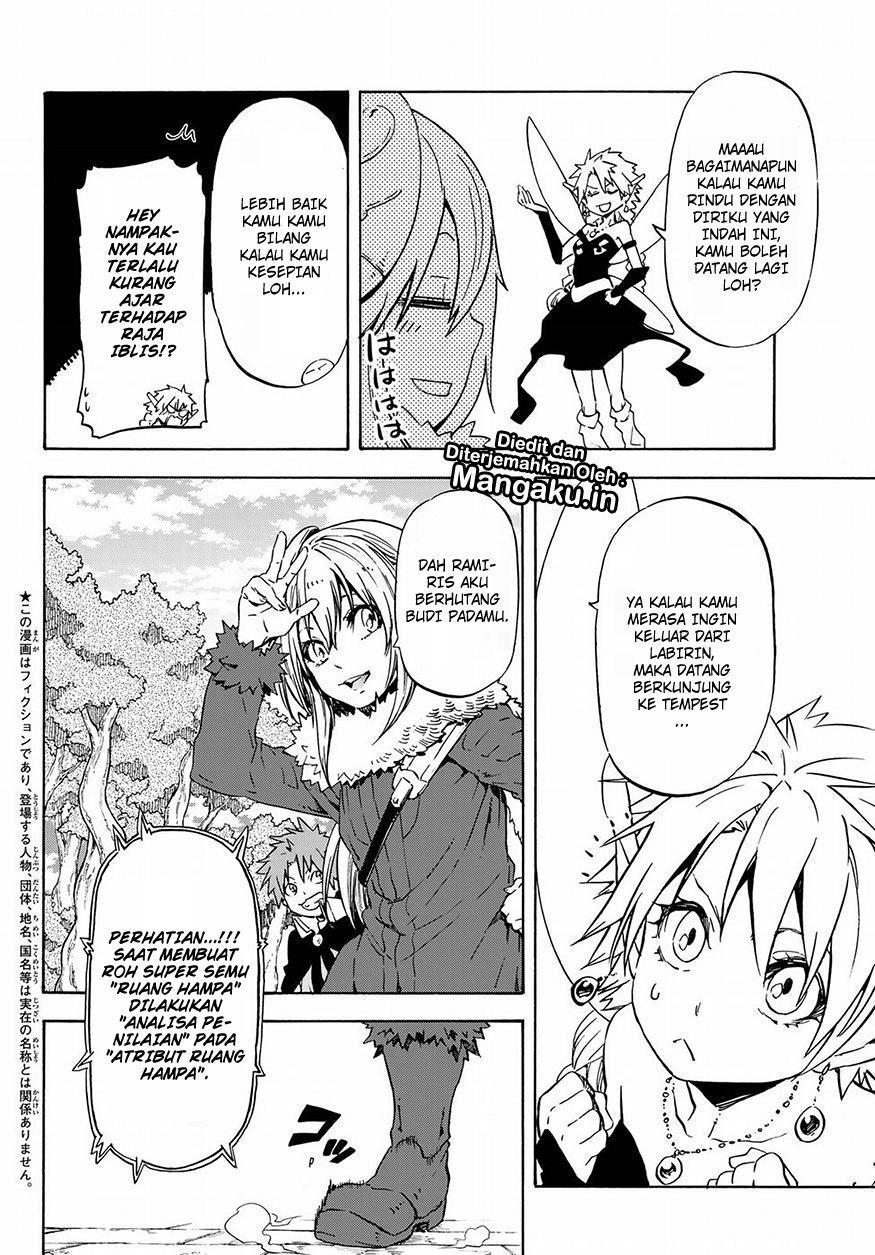 MAAAU
BAGAIMANAPUN
KALAU KAMU
RINDU DENGAN
DIRIKU YANG
INDAH INI,
KAMU BOLEH
DATANG LAGI
LOH?
はははは
LEBIH BAIK
KAMU KAMU
BILANG
KALAU KAMU
KESEPIAN
LOH...
HEY
NAMPAK-
NYA KAU
TERLALU
KURANG
AJAR
TERHADAP
RAJA
IBLIS!?
Diedit dan
Diterjemahkan Oleh :
Mangaku.in
YA KALAU KAMU
MERASA INGIN
KELUAR DARI
LABIRIN,
MAKA DATANG
BERKUNJUNG
KE TEMPEST
...
DAH RAMI-
RIS AKU
BERHUTANG
BUDI PADAMU.
PERHATIAN...!!!
SAAT MEMBUAT
ROH SUPER SEMU
"RUANG HAMPA"
DILAKUKAN
"ANALISA PE-
NILAIAN" PADA
"ATRIBUT RUANG
HAMPA".
★この漫画はフィクションであり、登場する人物、団体、地名、国名等は実在の名称とは関係ありません。